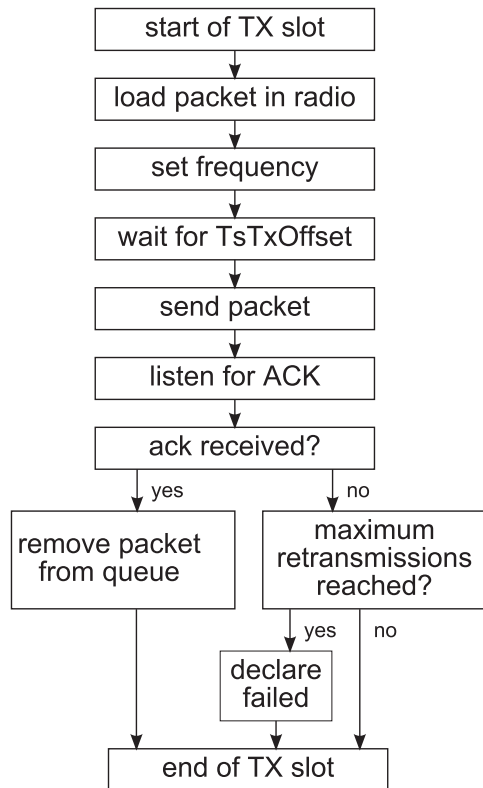 start of TX slot
load packet in radio
set frequency
wait for TsTxOffset
send packet
listen for ACK
ack received?
yes
no
remove packet
from queue
maximum
retransmissions
reached?
yes
no
declare
failed
end of TX slot